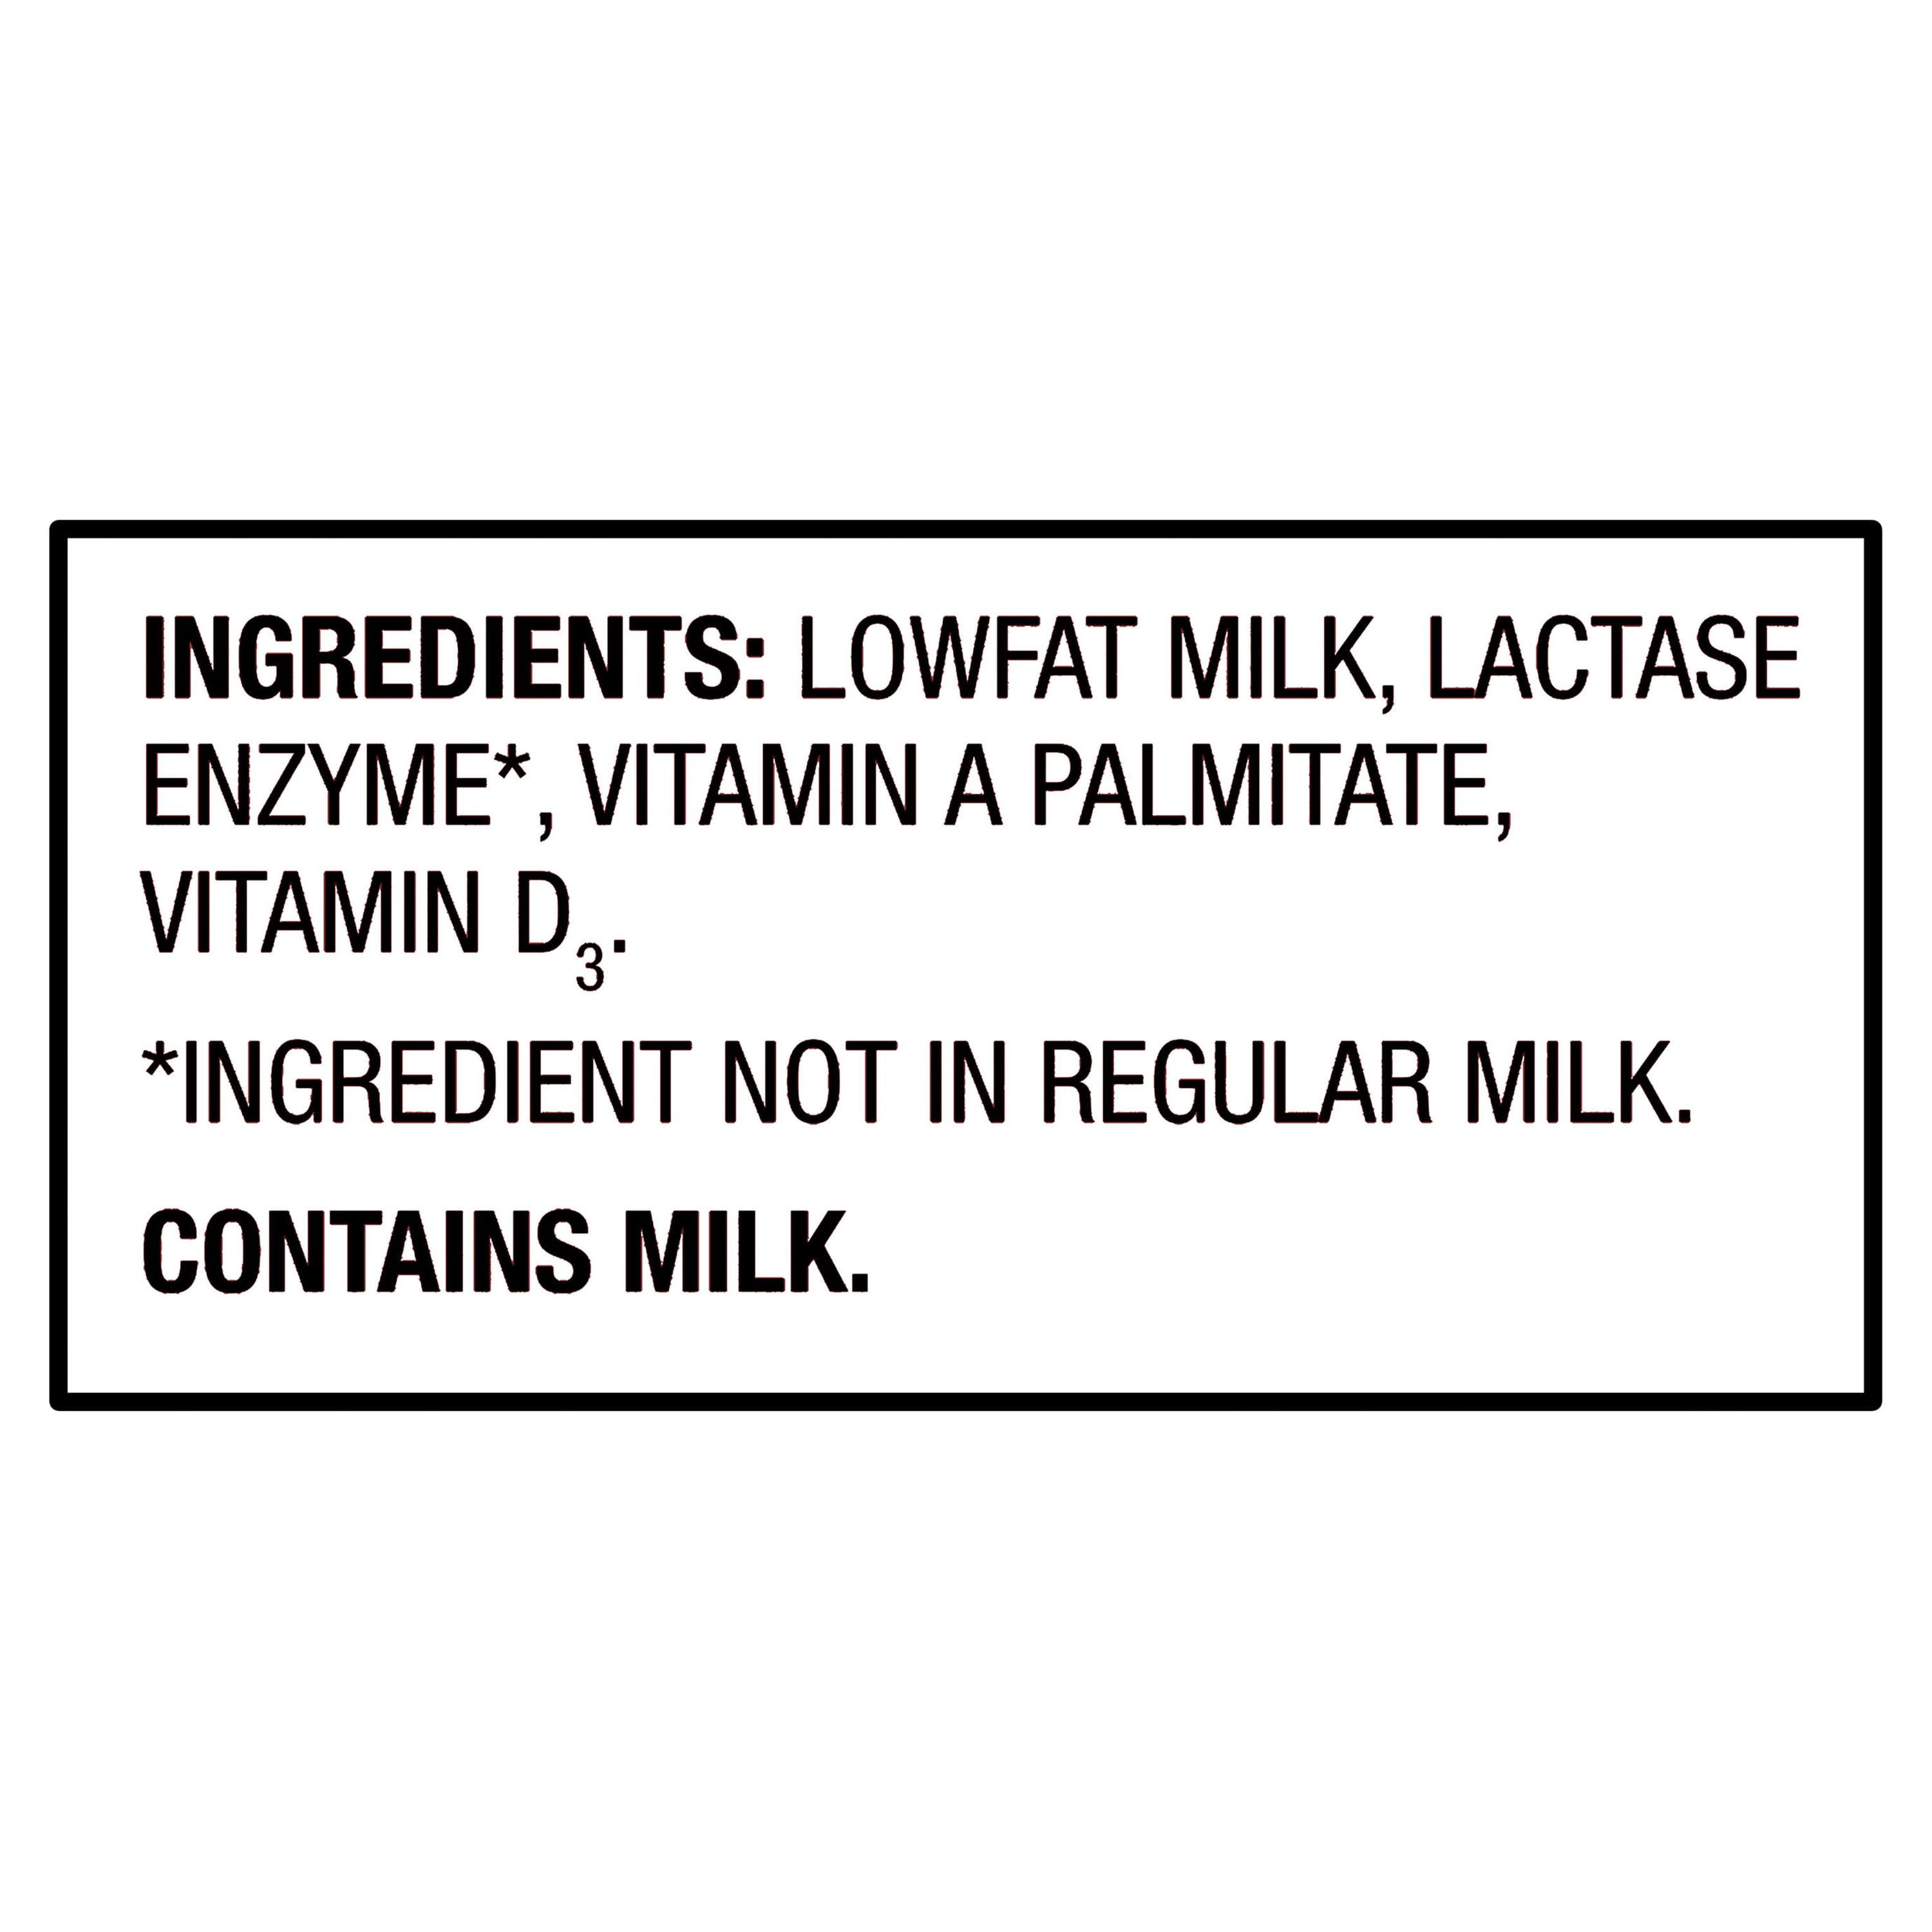 INGREDIENTS: LOWFAT MILK, LACTASE
ENZYME*, VITAMIN A PALMITATE,
VITAMIN D₃.
*INGREDIENT NOT IN REGULAR MILK.
CONTAINS MILK.